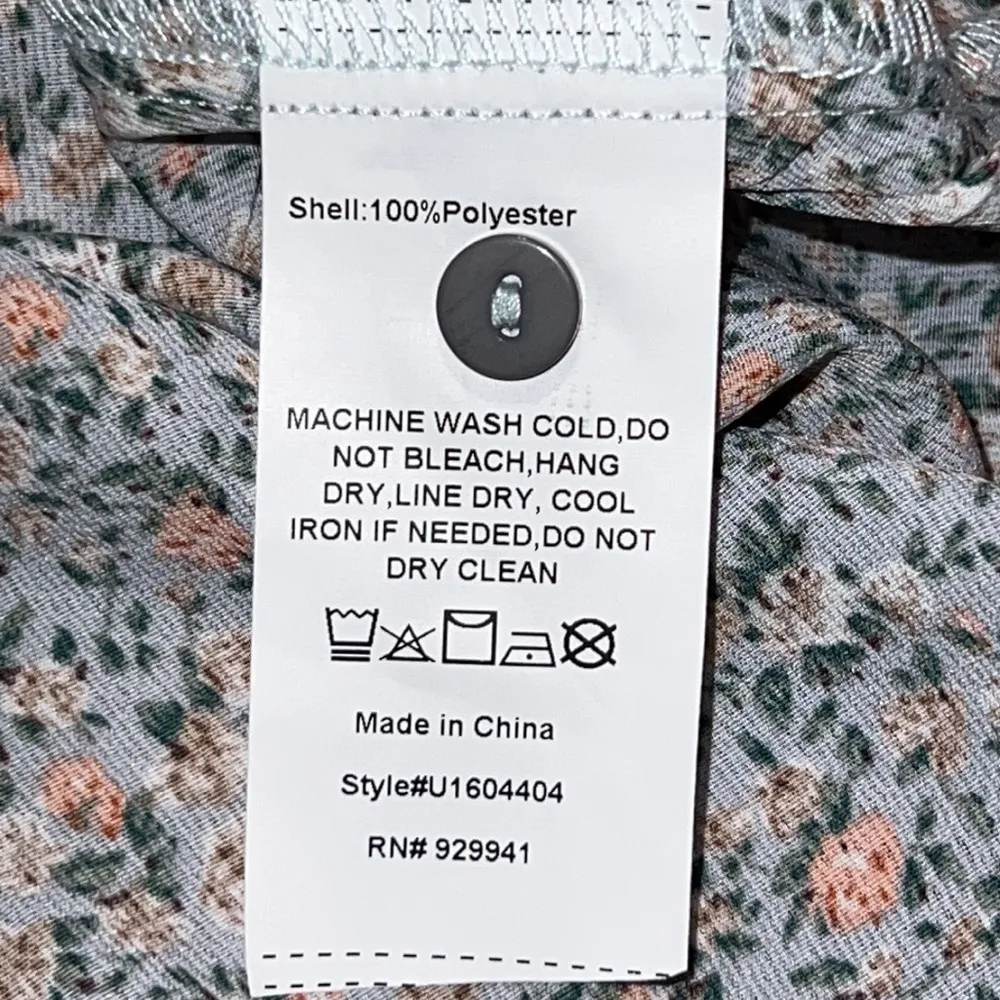 Shell:100%Polyester
MACHINE WASH COLD,DO
NOT BLEACH,HANG
DRY,LINE DRY, COOL
IRON IF NEEDED,DO NOT
DRY CLEAN
Made in China
Style#U1604404
RN# 929941